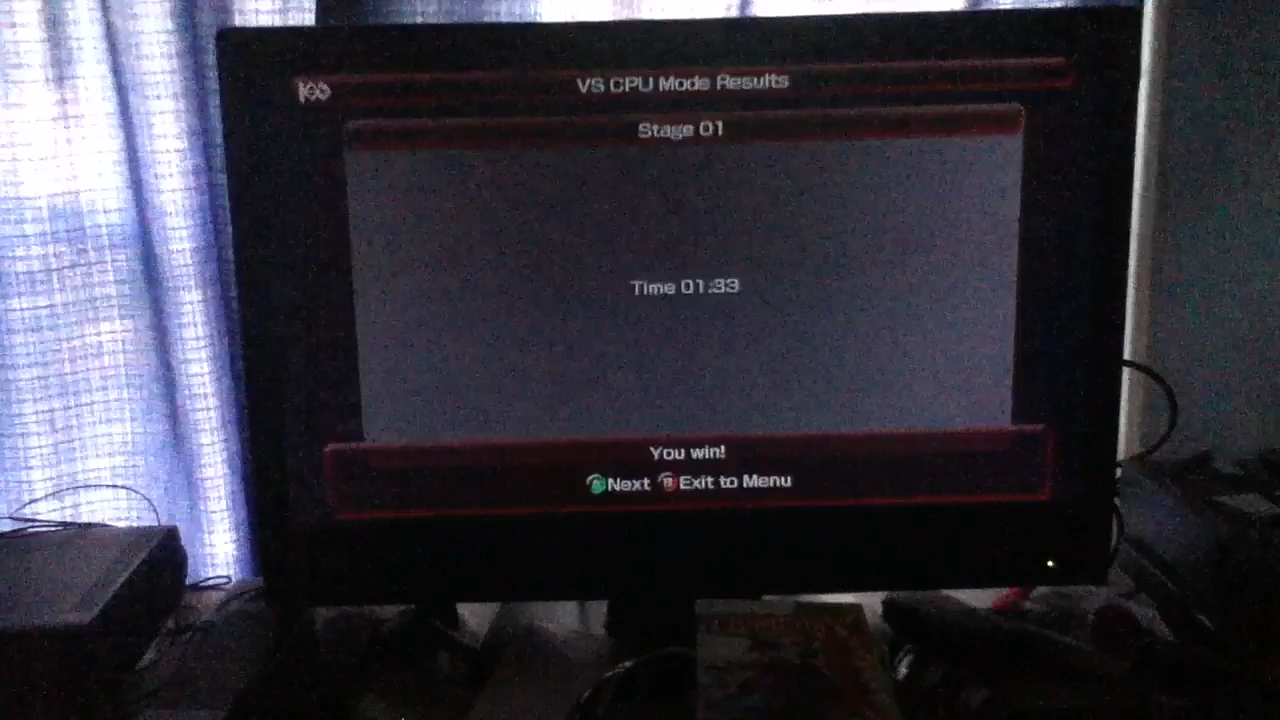 VS CPU Mode Results
Stage 01
Time 01:33
You win!
Next Exit to Menu